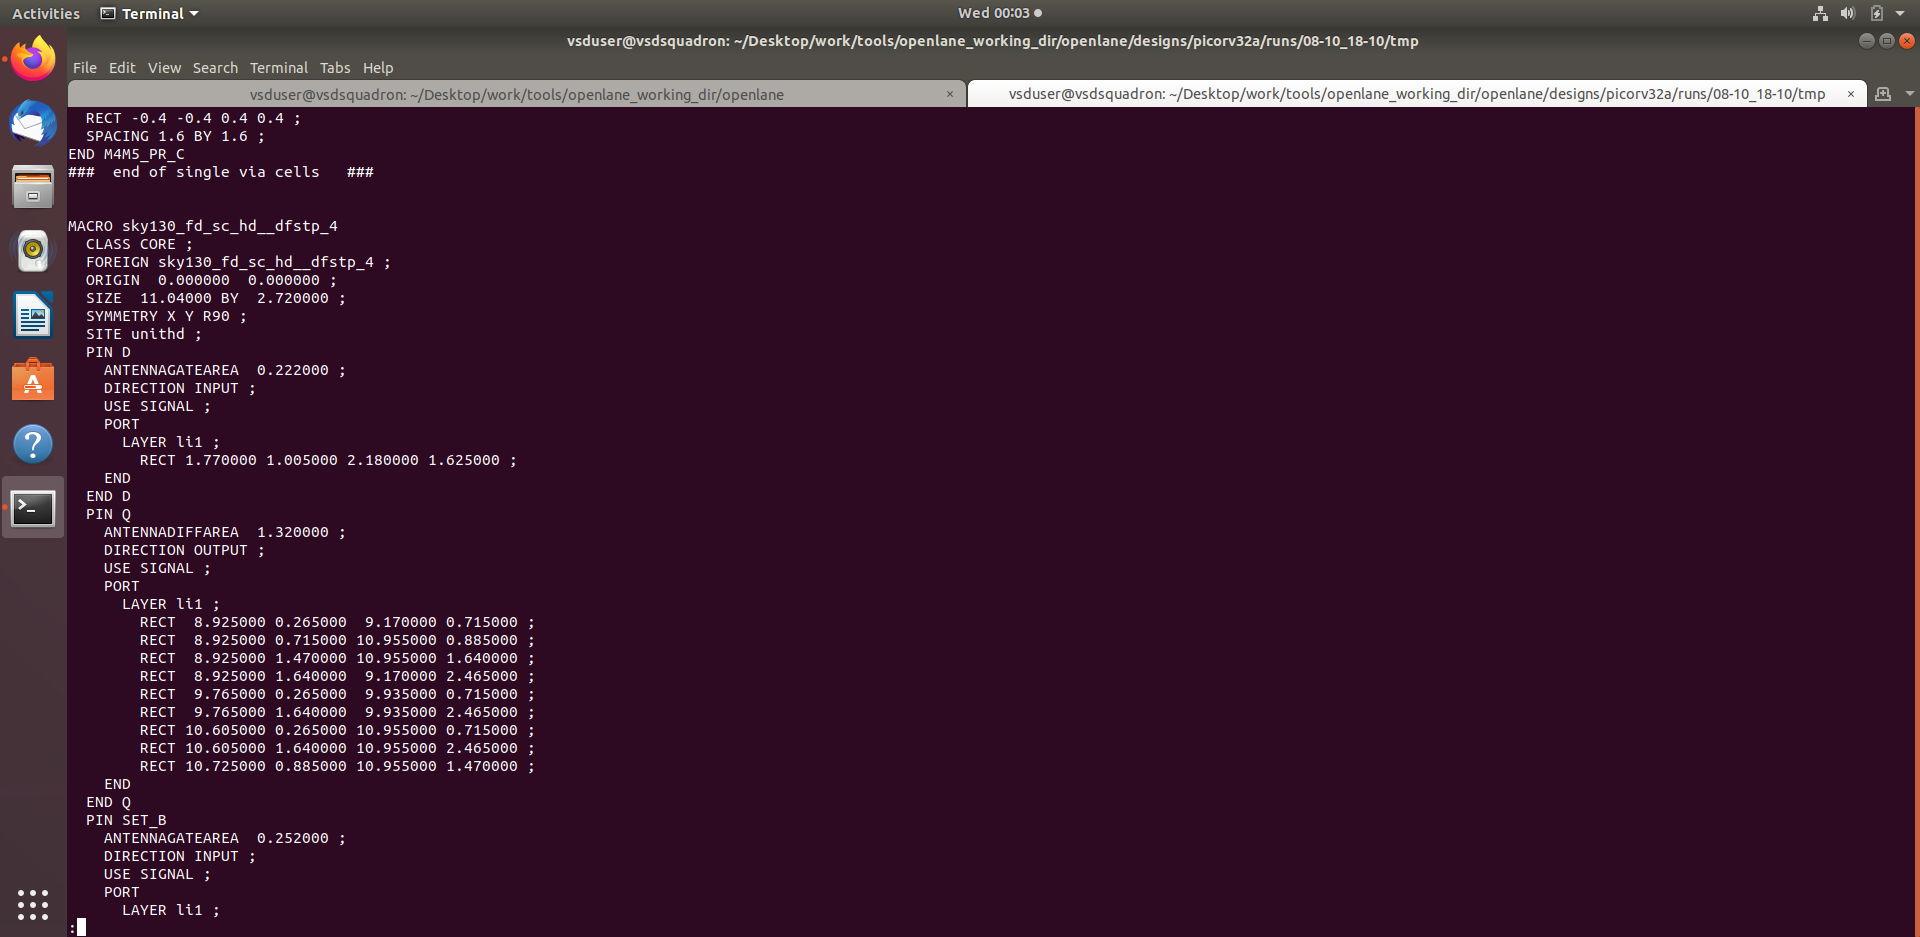 Activities Terminal Wed 00:03
vsduser@vsdsquadron: ~/Desktop/work/tools/openlane_working_dir/openlane/designs/picorv32a/runs/08-10_18-10/tmp
File Edit View Search Terminal Tabs Help
vsduser@vsdsquadron: ~/Desktop/work/tools/openlane_working_dir/openlane × vsduser@vsdsquadron: ~/Desktop/work/tools/openlane_working_dir/openlane/designs/picorv32a/runs/08-10_18-10/tmp ×
RECT -0.4 -0.4 0.4 0.4 ;
SPACING 1.6 BY 1.6 ;
END M4M5_PR_C
###  end of single via cells   ###
MACRO sky130_fd_sc_hd__dfstp_4
CLASS CORE ;
FOREIGN sky130_fd_sc_hd__dfstp_4 ;
ORIGIN  0.000000  0.000000 ;
SIZE  11.04000 BY  2.720000 ;
SYMMETRY X Y R90 ;
SITE unithd ;
PIN D
ANTENNAGATEAREA  0.222000 ;
DIRECTION INPUT ;
USE SIGNAL ;
PORT
LAYER li1 ;
RECT 1.770000 1.005000 2.180000 1.625000 ;
END
END D
PIN Q
ANTENNADIFFAREA  1.320000 ;
DIRECTION OUTPUT ;
USE SIGNAL ;
PORT
LAYER li1 ;
RECT  8.925000 0.265000  9.170000 0.715000 ;
RECT  8.925000 0.715000 10.955000 0.885000 ;
RECT  8.925000 1.470000 10.955000 1.640000 ;
RECT  8.925000 1.640000  9.170000 2.465000 ;
RECT  9.765000 0.265000  9.935000 0.715000 ;
RECT  9.765000 1.640000  9.935000 2.465000 ;
RECT 10.605000 0.265000 10.955000 0.715000 ;
RECT 10.605000 1.640000 10.955000 2.465000 ;
RECT 10.725000 0.885000 10.955000 1.470000 ;
END
END Q
PIN SET_B
ANTENNAGATEAREA  0.252000 ;
DIRECTION INPUT ;
USE SIGNAL ;
PORT
LAYER li1 ;
: